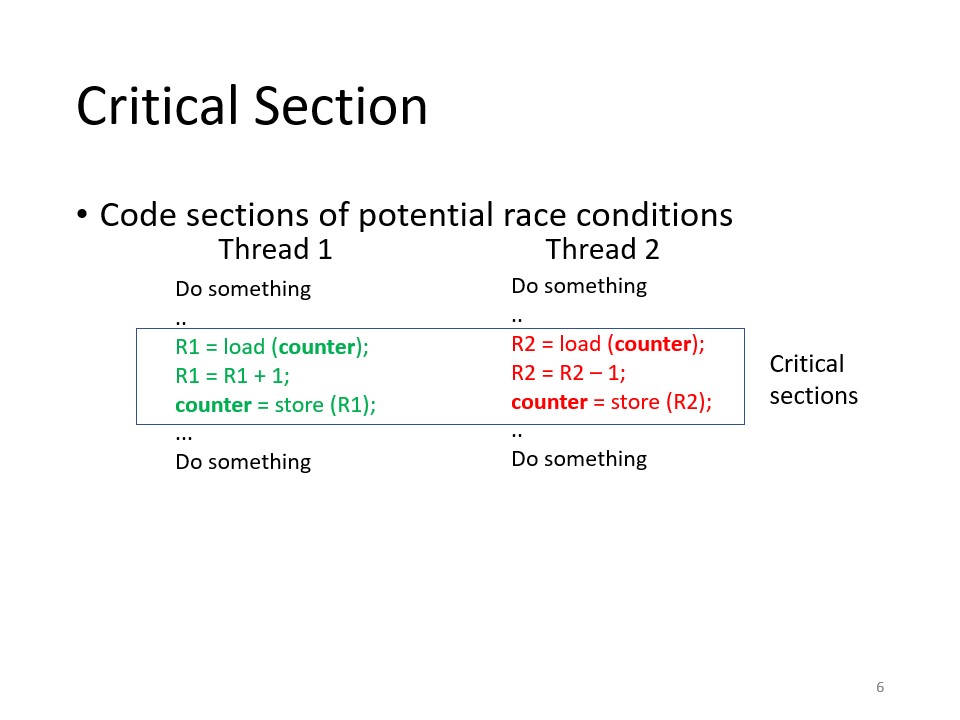 Critical Section
• Code sections of potential race conditions
Thread 1
Do something
..
R1 = load (counter);
R1 = R1 + 1;
counter = store (R1);
...
Do something
Thread 2
Do something
..
R2 = load (counter);
R2 = R2 – 1;
counter = store (R2);
..
Do something
Critical
sections
6